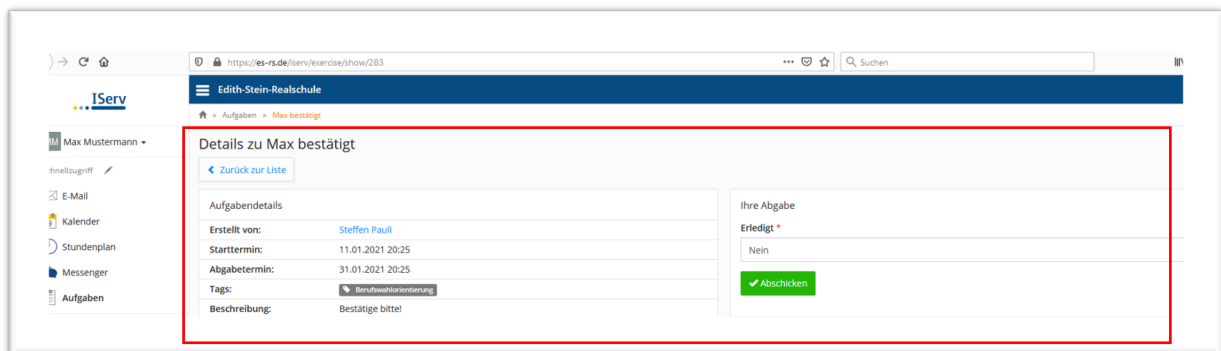 https://es-rs.de/iserv/exercise/show/283
Suchen
IServ
Edith-Stein-Realschule
» Aufgaben » Max bestätigt
Max Mustermann
Details zu Max bestätigt
Zurück zur Liste
hnellzugriff
E-Mail
Kalender
Stundenplan
Messenger
Aufgaben
Aufgabendetails
Erstellt von: Steffen Pauli
Starttermin: 11.01.2021 20:25
Abgabetermin: 31.01.2021 20:25
Tags: Berufswahlorientierung
Beschreibung: Bestätige bitte!
Ihre Abgabe
Erledigt *
Nein
Abschicken